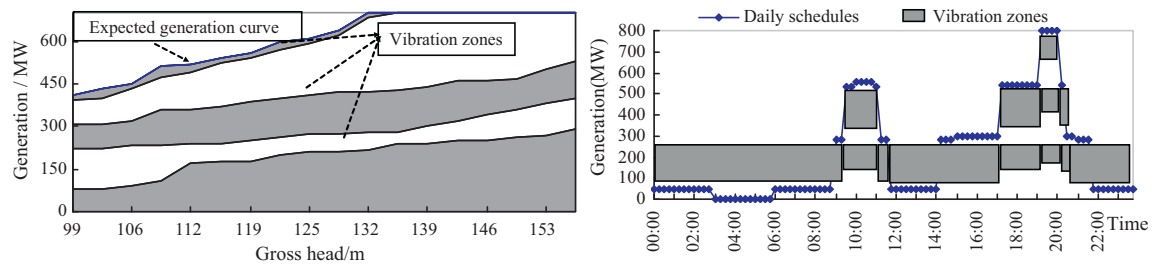 Expected generation curve
Vibration zones
Generation / MW
600
450
300
150
0
99 106 112 119 125 132 139 146 153
Gross head/m
Daily schedules Vibration zones
Generation(MW)
800
700
600
500
400
300
200
100
0
00:00 02:00 04:00 06:00 08:00 10:00 12:00 14:00 16:00 18:00 20:00 22:00 Time